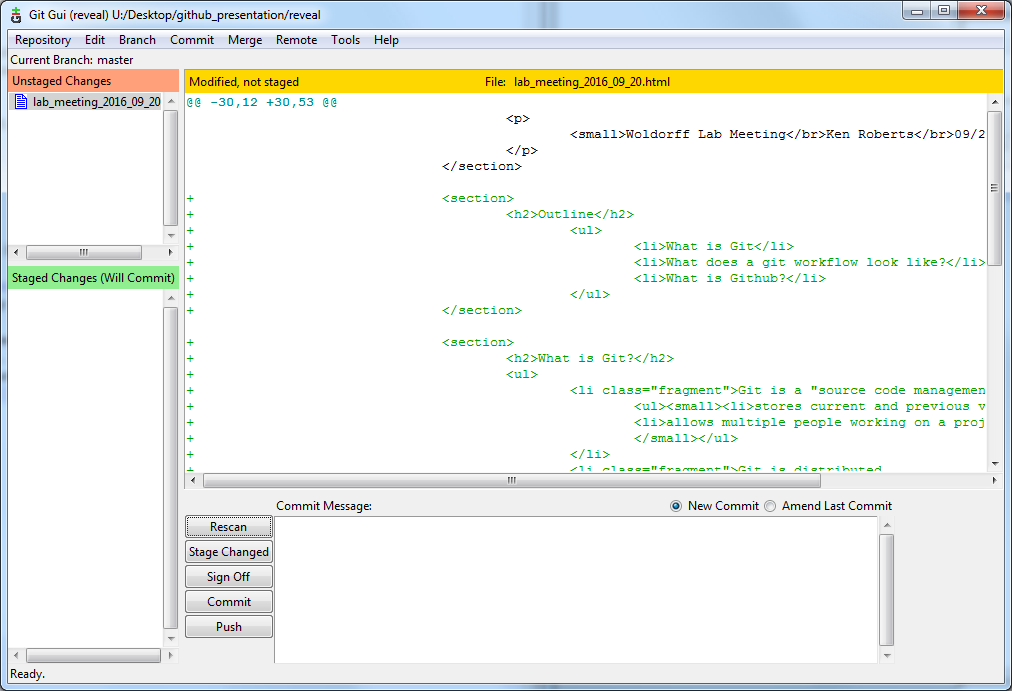 Git Gui (reveal) U:/Desktop/github_presentation/reveal
Repository Edit Branch Commit Merge Remote Tools Help
Current Branch: master
Unstaged Changes
lab_meeting_2016_09_20
Modified, not staged File: lab_meeting_2016_09_20.html
@@ -30,12 +30,53 @@
<p>
<small>Woldorff Lab Meeting</br>Ken Roberts</br>09/2
</p>
</section>
+ <section>
+ <h2>Outline</h2>
+ <ul>
+ <li>What is Git</li>
+ <li>What does a git workflow look like?</li>
+ <li>What is Github?</li>
+ </ul>
+ </section>
+ <section>
+ <h2>What is Git?</h2>
+ <ul>
+ <li class="fragment">Git is a "source code managemen
+ <ul><small><li>stores current and previous v
+ <li>allows multiple people working on a proj
+ </small></ul>
+ </li>
+ <li class="fragment">Git is distributed
Staged Changes (Will Commit)
Commit Message: New Commit Amend Last Commit
Rescan
Stage Changed
Sign Off
Commit
Push
Ready.